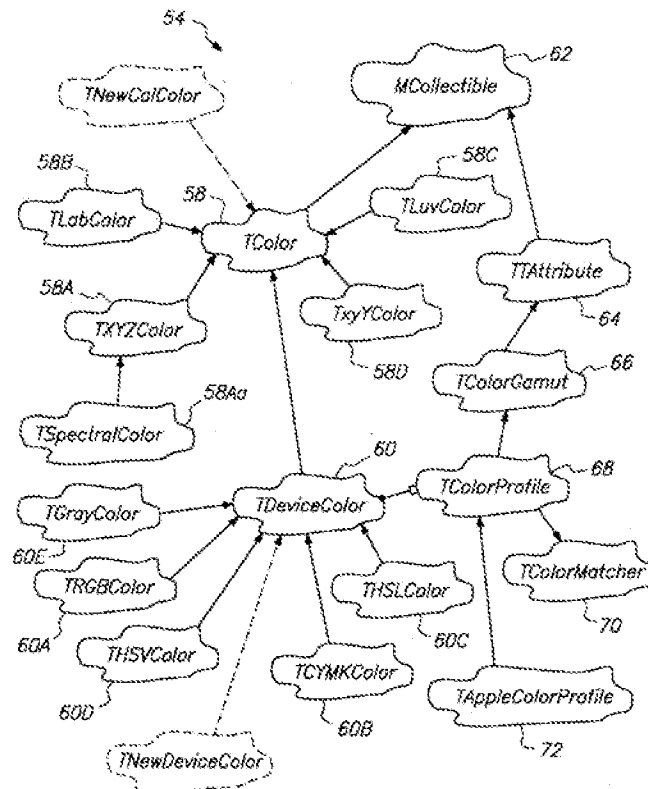 54
62
TNewCalColor
MCollectible
58B
58
58C
TLabColor
TLuvColor
TColor
58A
TTAttribute
TXYZColor
TxyYColor
64
58Aa
58D
66
TColorGamut
TSpectralColor
60
68
TDeviceColor
TColorProfile
TGrayColor
60E
TRGBColor
THSLColor
TColorMatcher
60A
60C
70
THSVColor
TCYMKColor
TAppleColorProfile
60D
60B
72
TNewDeviceColor